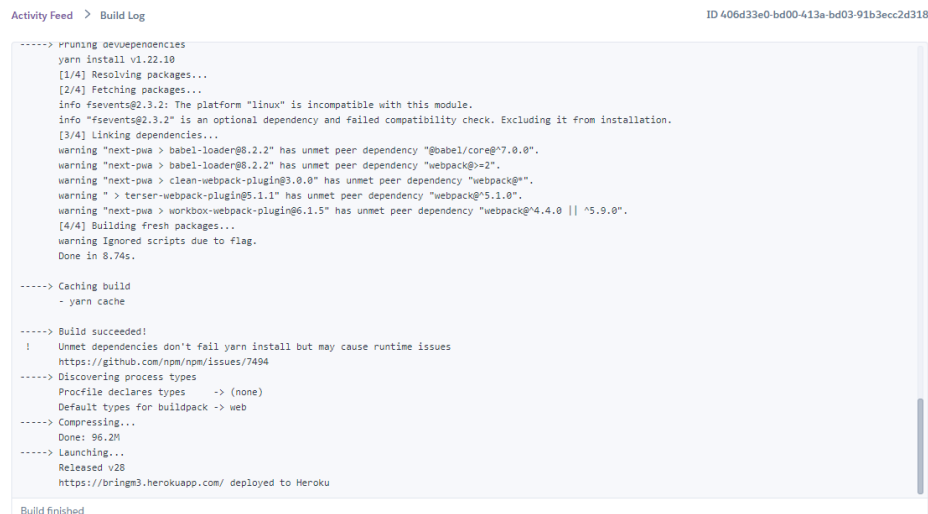 Activity Feed > Build Log
ID 406d33e0-bd00-413a-bd03-91b3ecc2d318
-----> Pruning devDependencies
yarn install v1.22.10
[1/4] Resolving packages...
[2/4] Fetching packages...
info fsevents@2.3.2: The platform "linux" is incompatible with this module.
info "fsevents@2.3.2" is an optional dependency and failed compatibility check. Excluding it from installation.
[3/4] Linking dependencies...
warning "next-pwa > babel-loader@8.2.2" has unmet peer dependency "@babel/core@^7.0.0".
warning "next-pwa > babel-loader@8.2.2" has unmet peer dependency "webpack@>=2".
warning "next-pwa > clean-webpack-plugin@3.0.0" has unmet peer dependency "webpack@*".
warning " > terser-webpack-plugin@5.1.1" has unmet peer dependency "webpack@^5.1.0".
warning "next-pwa > workbox-webpack-plugin@6.1.5" has unmet peer dependency "webpack@^4.4.0 || ^5.9.0".
[4/4] Building fresh packages...
warning Ignored scripts due to flag.
Done in 8.74s.
-----> Caching build
- yarn cache
-----> Build succeeded!
! Unmet dependencies don't fail yarn install but may cause runtime issues
https://github.com/npm/npm/issues/7494
-----> Discovering process types
Procfile declares types -> (none)
Default types for buildpack -> web
-----> Compressing...
Done: 96.2M
-----> Launching...
Released v28
https://bringm3.herokuapp.com/ deployed to Heroku
Build finished